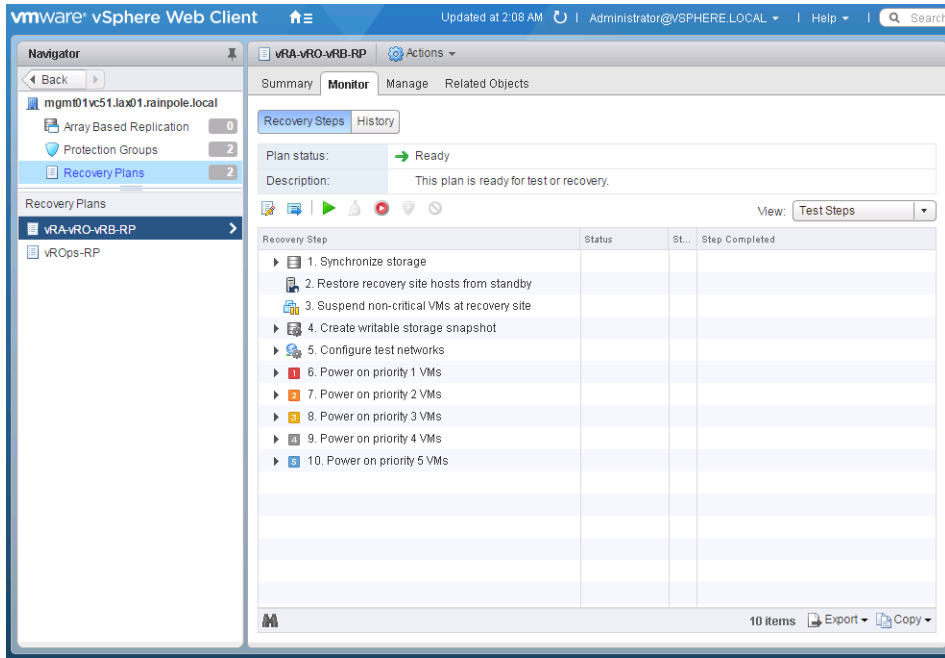 vmware® vSphere Web Client
Updated at 2:08 AM | Administrator@VSPHERE.LOCAL | Help | Search
Navigator
Back
mgmt01vc51.lax01.rainpole.local
Array Based Replication 0
Protection Groups 2
Recovery Plans 2
Recovery Plans
vRA-vRO-vRB-RP
vROps-RP
vRA-vRO-vRB-RP Actions
Summary Monitor Manage Related Objects
Recovery Steps History
Plan status: Ready
Description: This plan is ready for test or recovery.
View: Test Steps
Recovery Step Status St... Step Completed
1. Synchronize storage
2. Restore recovery site hosts from standby
3. Suspend non-critical VMs at recovery site
4. Create writable storage snapshot
5. Configure test networks
1 6. Power on priority 1 VMs
2 7. Power on priority 2 VMs
3 8. Power on priority 3 VMs
4 9. Power on priority 4 VMs
5 10. Power on priority 5 VMs
10 items Export Copy